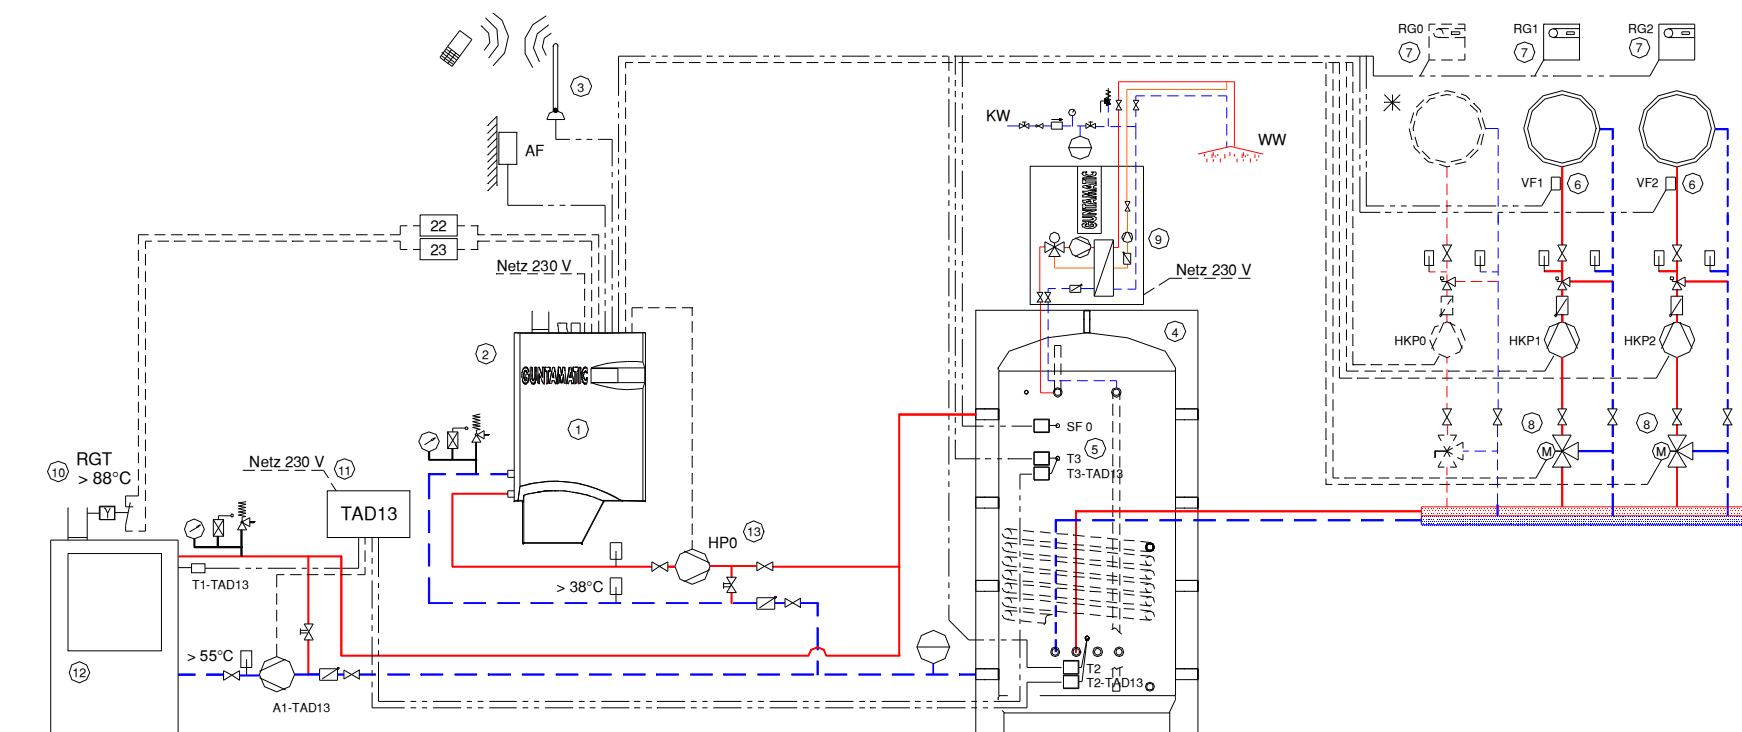 RG0
RG1
RG2
7
7
7
3
KW
WW
AF
VF1
6
VF2
6
22
23
GUNTAMATIC
9
Netz 230 V
Netz 230 V
4
2
HKP0
HKP1
HKP2
GUNTAMATIC
1
SF 0
5
8
8
T3
T3-TAD13
M
M
10
RGT
> 88°C
Netz 230 V
11
Y
TAD13
HP0
13
T1-TAD13
> 38°C
> 55°C
12
A1-TAD13
T2
T2-TAD13